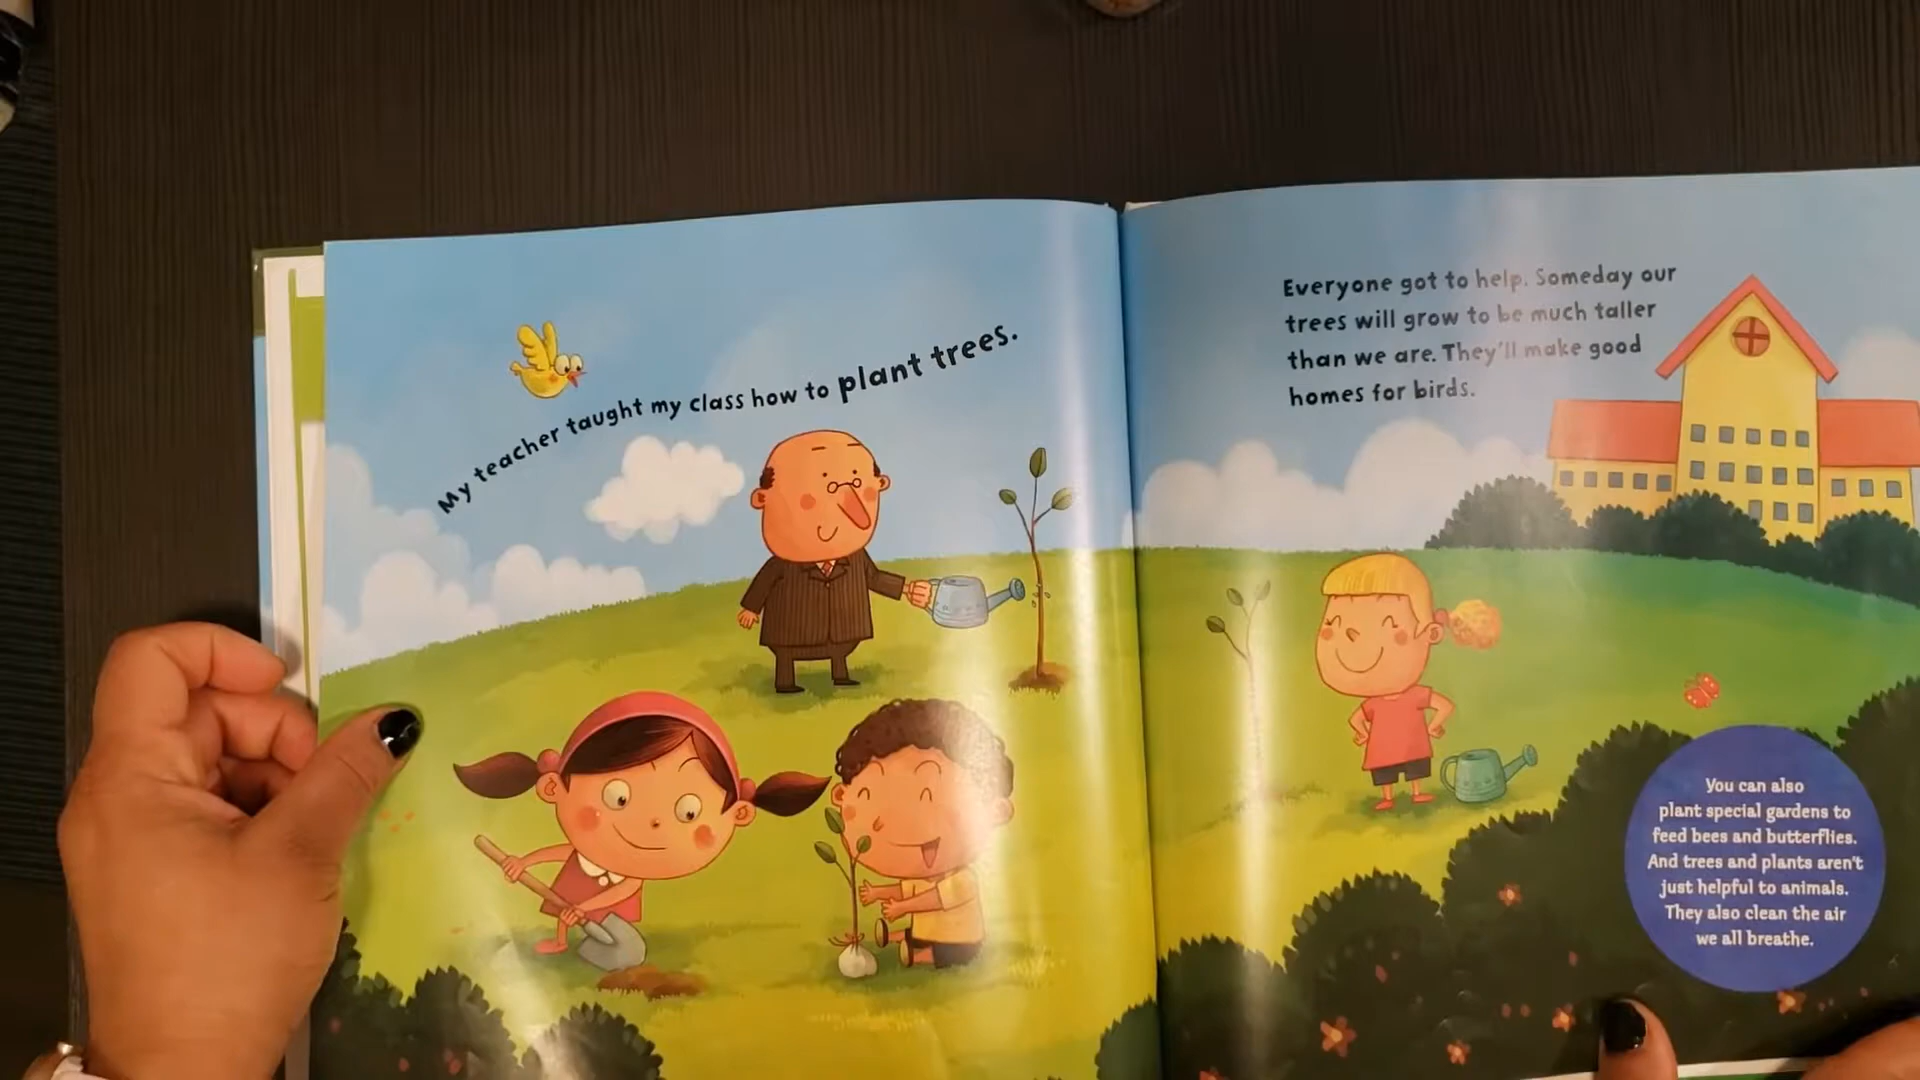 My teacher taught my class how to plant trees.
Everyone got to help. Someday our
trees will grow to be much taller
than we are. They'll make good
homes for birds.
You can also
plant special gardens to
feed bees and butterflies.
And trees and plants aren't
just helpful to animals.
They also clean the air
we all breathe.